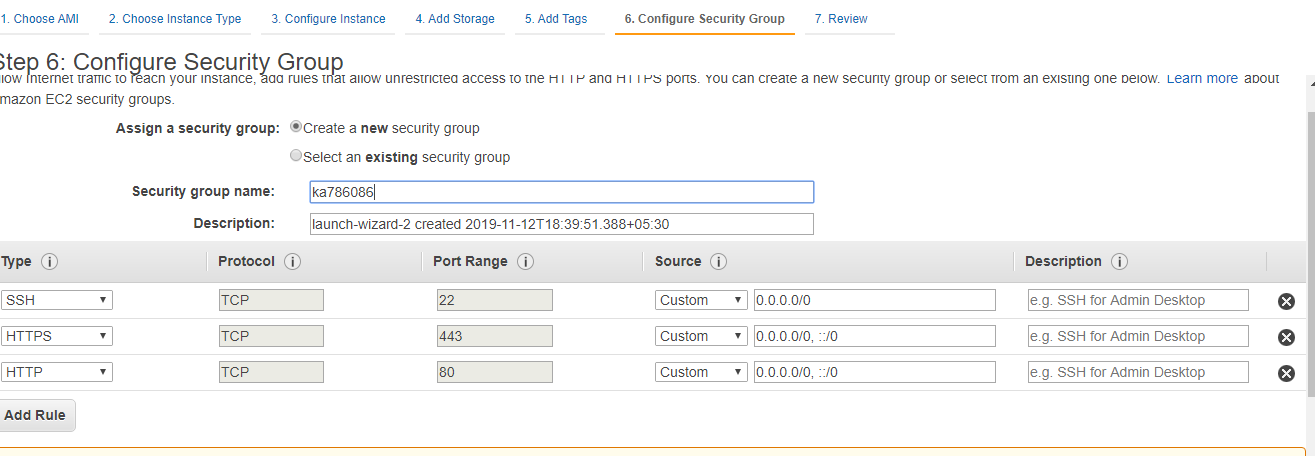 1. Choose AMI 2. Choose Instance Type 3. Configure Instance 4. Add Storage 5. Add Tags 6. Configure Security Group 7. Review
Step 6: Configure Security Group
llow Internet traffic to reach your instance, add rules that allow unrestricted access to the HTTP and HTTPS ports. You can create a new security group or select from an existing one below. Learn more about
mazon EC2 security groups.
Assign a security group: Create a new security group
Select an existing security group
Security group name: ka786086
Description: launch-wizard-2 created 2019-11-12T18:39:51.388+05:30
Type i Protocol i Port Range i Source i Description i
SSH TCP 22 Custom 0.0.0.0/0 e.g. SSH for Admin Desktop
HTTPS TCP 443 Custom 0.0.0.0/0, ::/0 e.g. SSH for Admin Desktop
HTTP TCP 80 Custom 0.0.0.0/0, ::/0 e.g. SSH for Admin Desktop
Add Rule